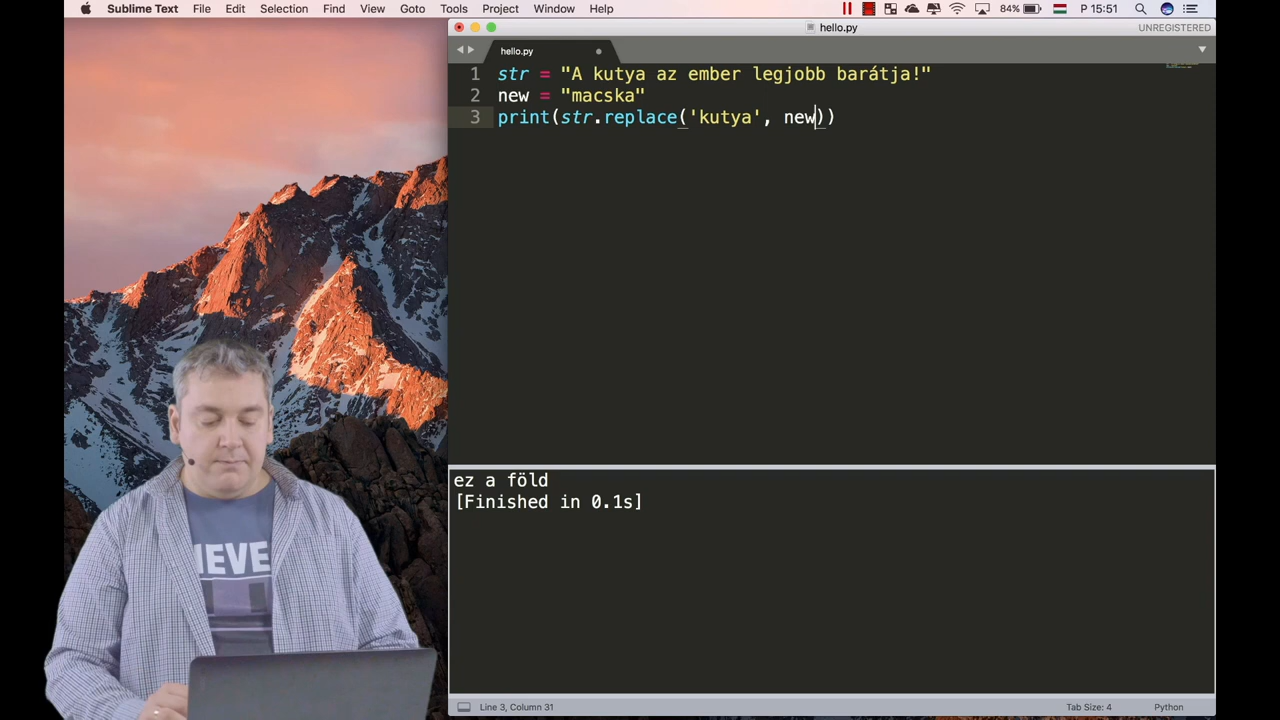 Sublime Text File Edit Selection Find View Goto Tools Project Window Help 84% P 15:51
hello.py UNREGISTERED
hello.py
1 str = "A kutya az ember legjobb barátja!"
2 new = "macska"
3 print(str.replace('kutya', new))
ez a föld
[Finished in 0.1s]
IEVE
Line 3, Column 31 Tab Size: 4 Python